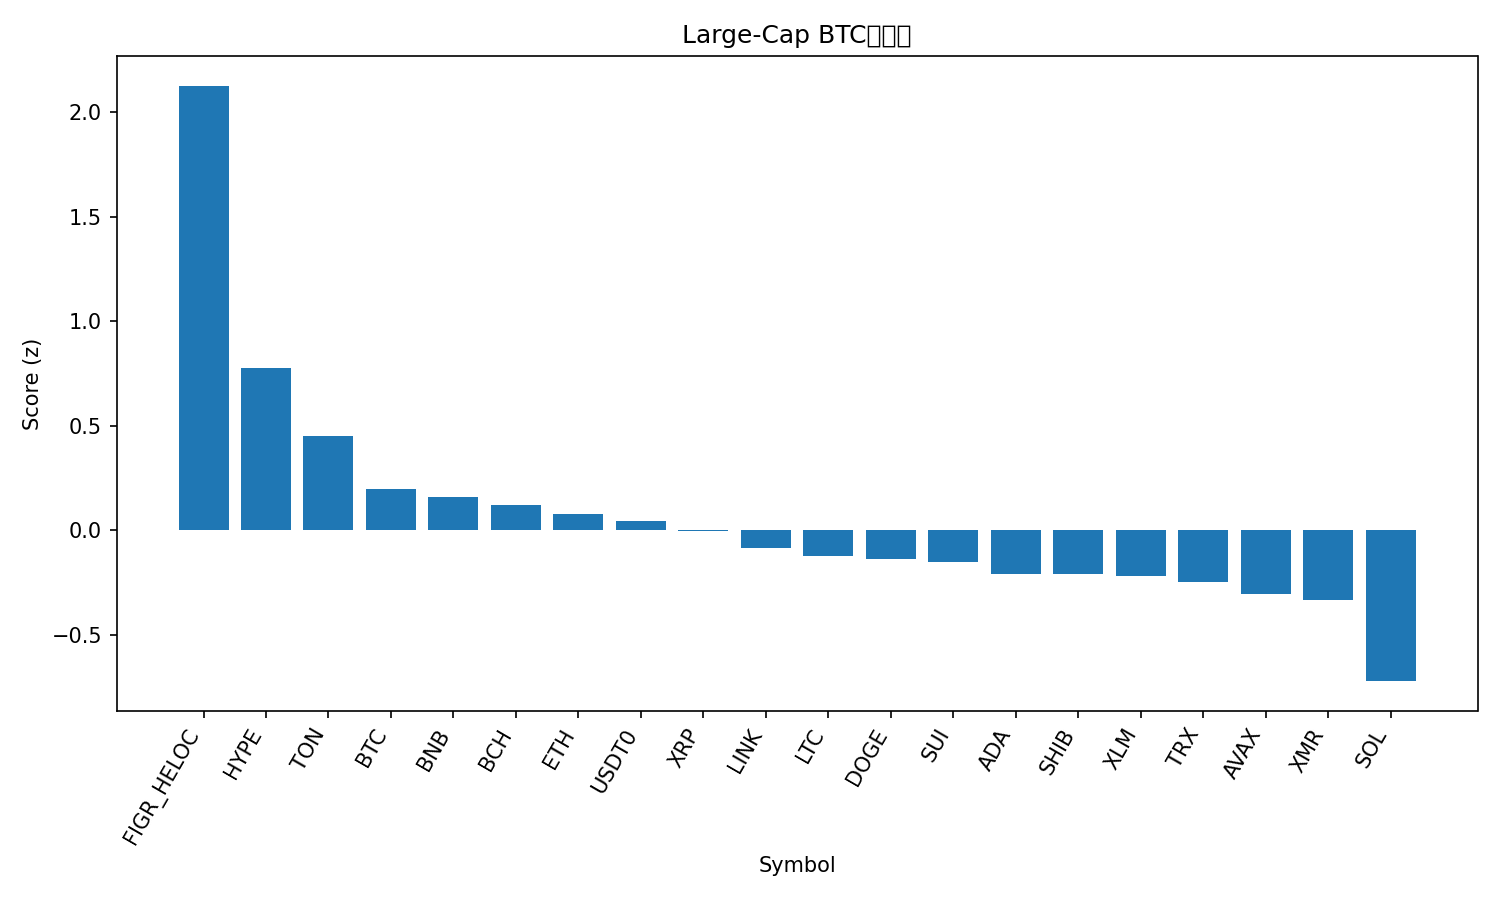 Large-Cap BTC
Score (z)
2.0
1.5
1.0
0.5
0.0
−0.5
FIGR_HELOC
HYPE
TON
BTC
BNB
BCH
ETH
USDT0
XRP
LINK
LTC
DOGE
SUI
ADA
SHIB
XLM
TRX
AVAX
XMR
SOL
Symbol